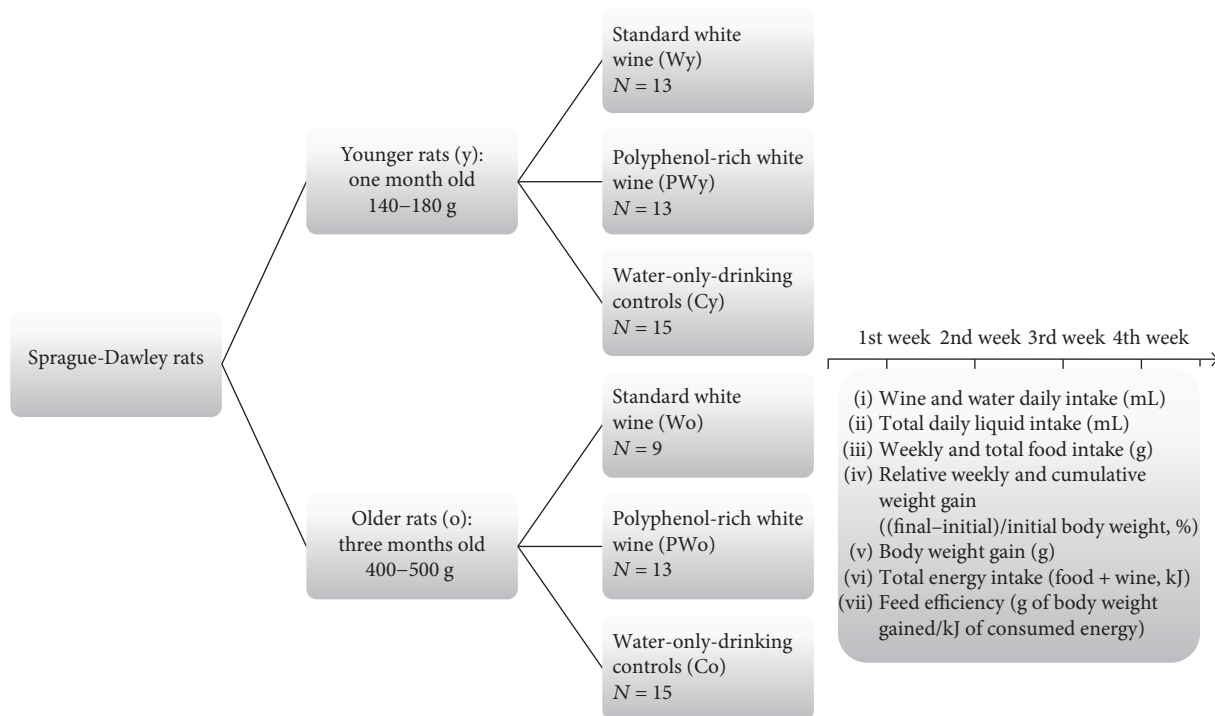 Sprague-Dawley rats
Younger rats (y):
one month old
140–180 g
Older rats (o):
three months old
400–500 g
Standard white
wine (Wy)
N = 13
Polyphenol-rich white
wine (PWy)
N = 13
Water-only-drinking
controls (Cy)
N = 15
Standard white
wine (Wo)
N = 9
Polyphenol-rich white
wine (PWo)
N = 13
Water-only-drinking
controls (Co)
N = 15
1st week 2nd week 3rd week 4th week
(i) Wine and water daily intake (mL)
(ii) Total daily liquid intake (mL)
(iii) Weekly and total food intake (g)
(iv) Relative weekly and cumulative
weight gain
((final–initial)/initial body weight, %)
(v) Body weight gain (g)
(vi) Total energy intake (food + wine, kJ)
(vii) Feed efficiency (g of body weight
gained/kJ of consumed energy)